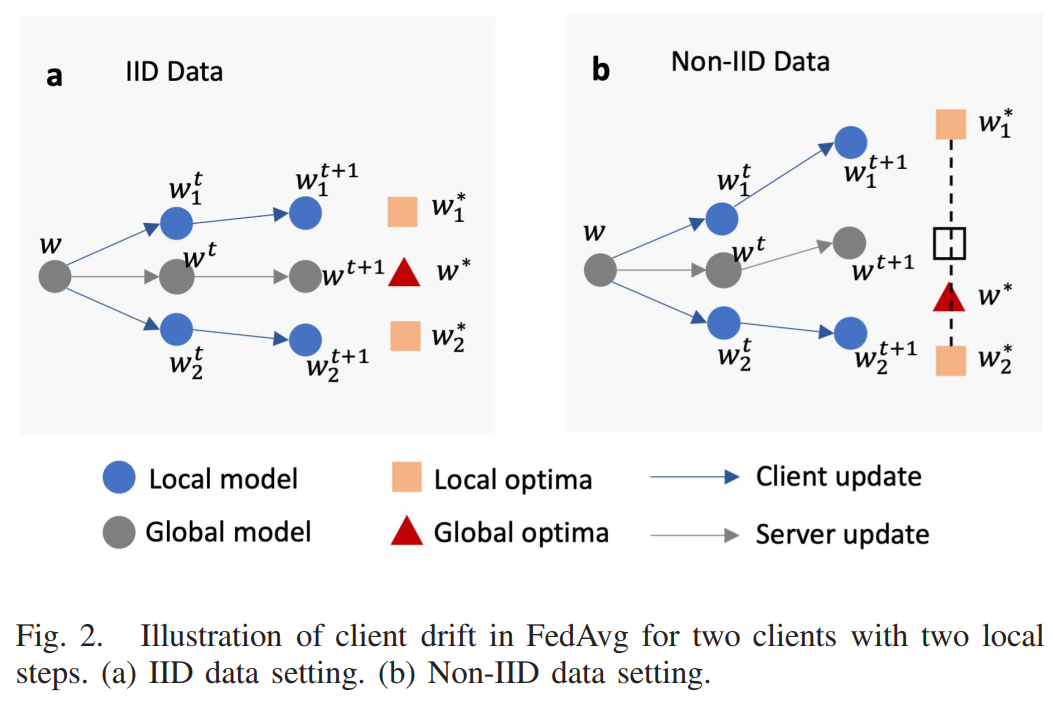 a IID Data
w
w_1^t
w_1^{t+1}
w_1^*
w^t
w^{t+1}
w^*
w_2^t
w_2^{t+1}
w_2^*
b Non-IID Data
w
w_1^t
w_1^{t+1}
w_1^*
w^t
w^{t+1}
w^*
w_2^t
w_2^{t+1}
w_2^*
Local model Local optima Client update
Global model Global optima Server update
Fig. 2. Illustration of client drift in FedAvg for two clients with two local
steps. (a) IID data setting. (b) Non-IID data setting.